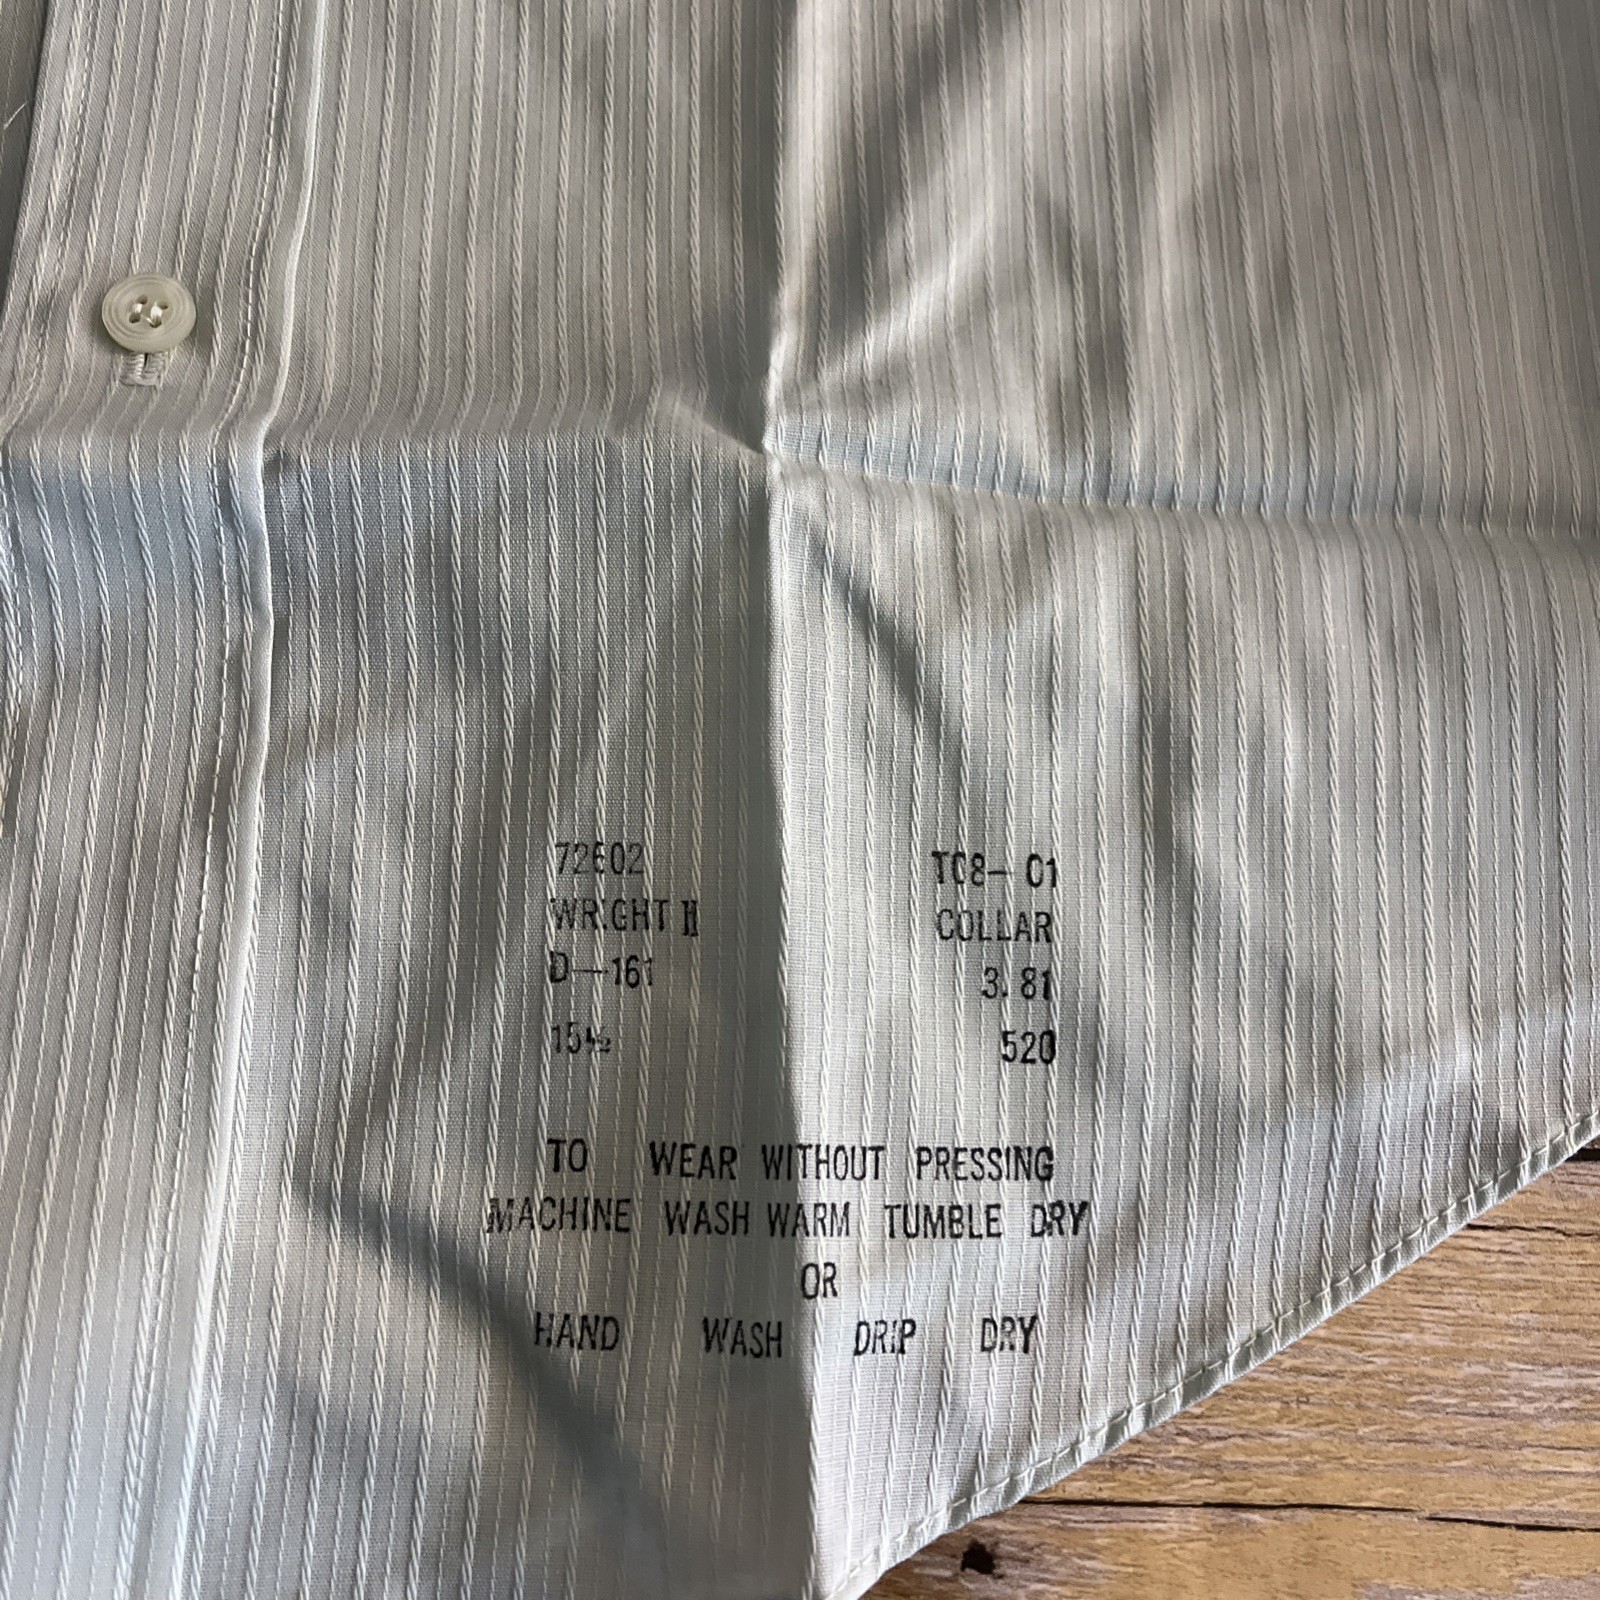 72602 TC8-01
WRIGHT II COLLAR
D-161 3.81
15½ 520
TO WEAR WITHOUT PRESSING
MACHINE WASH WARM TUMBLE DRY
OR
HAND WASH DRIP DRY